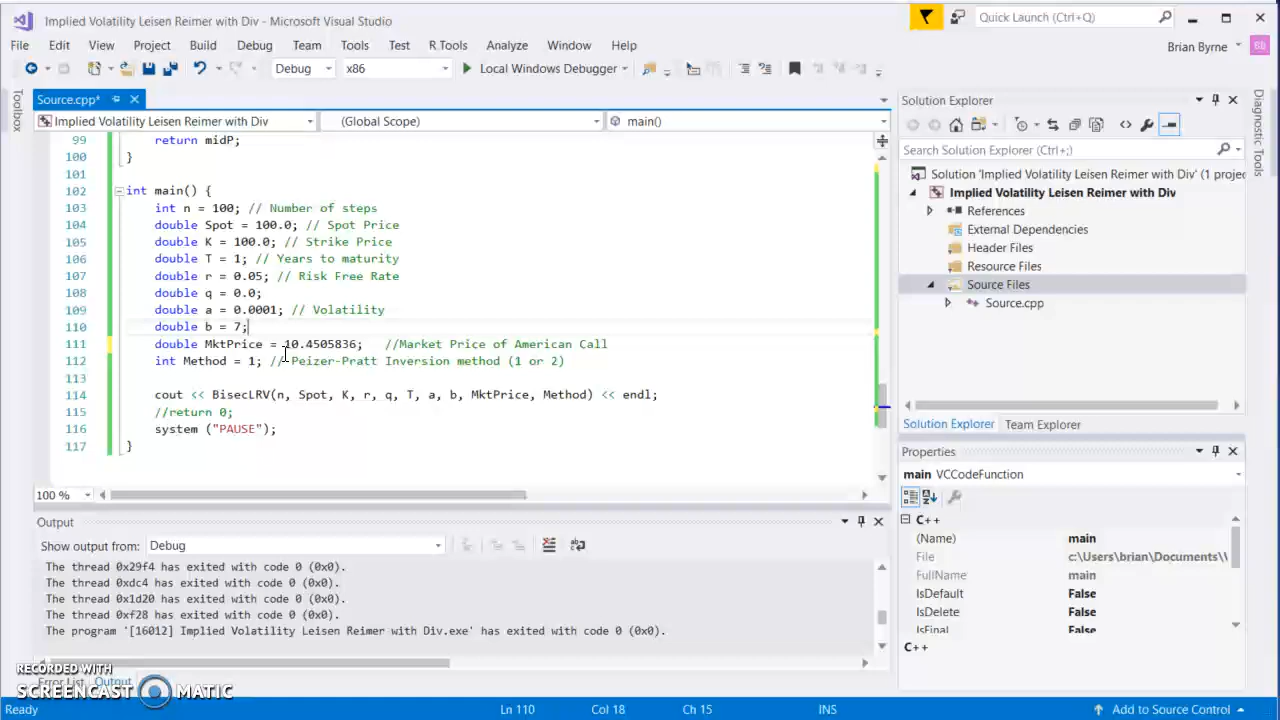 Implied Volatility Leisen Reimer with Div - Microsoft Visual Studio
Quick Launch (Ctrl+Q)
File Edit View Project Build Debug Team Tools Test R Tools Analyze Window Help
Brian Byrne
BB
Debug x86 Local Windows Debugger
Toolbox
Source.cpp*
Implied Volatility Leisen Reimer with Div (Global Scope) main()
99 return midP;
100 }
101
102 int main() {
103 int n = 100; // Number of steps
104 double Spot = 100.0; // Spot Price
105 double K = 100.0; // Strike Price
106 double T = 1; // Years to maturity
107 double r = 0.05; // Risk Free Rate
108 double q = 0.0;
109 double a = 0.0001; // Volatility
110 double b = 7;
111 double MktPrice = 10.4505836; //Market Price of American Call
112 int Method = 1; // Peizer-Pratt Inversion method (1 or 2)
113
114 cout << BisecLRV(n, Spot, K, r, q, T, a, b, MktPrice, Method) << endl;
115 //return 0;
116 system ("PAUSE");
117 }
100 %
Output
Show output from: Debug
The thread 0x29f4 has exited with code 0 (0x0).
The thread 0xdc4 has exited with code 0 (0x0).
The thread 0x1d20 has exited with code 0 (0x0).
The thread 0xf28 has exited with code 0 (0x0).
The program '[16012] Implied Volatility Leisen Reimer with Div.exe' has exited with code 0 (0x0).
Error List Output
RECORDED WITH
SCREENCAST MATIC
Solution Explorer
Search Solution Explorer (Ctrl+;)
Solution 'Implied Volatility Leisen Reimer with Div' (1 projec
Implied Volatility Leisen Reimer with Div
References
External Dependencies
Header Files
Resource Files
Source Files
Source.cpp
Solution Explorer Team Explorer
Properties
main VCCodeFunction
C++
(Name) main
File c:\Users\brian\Documents\\
FullName main
IsDefault False
IsDelete False
IsFinal False
C++
Diagnostic Tools
Ready Ln 110 Col 18 Ch 15 INS Add to Source Control